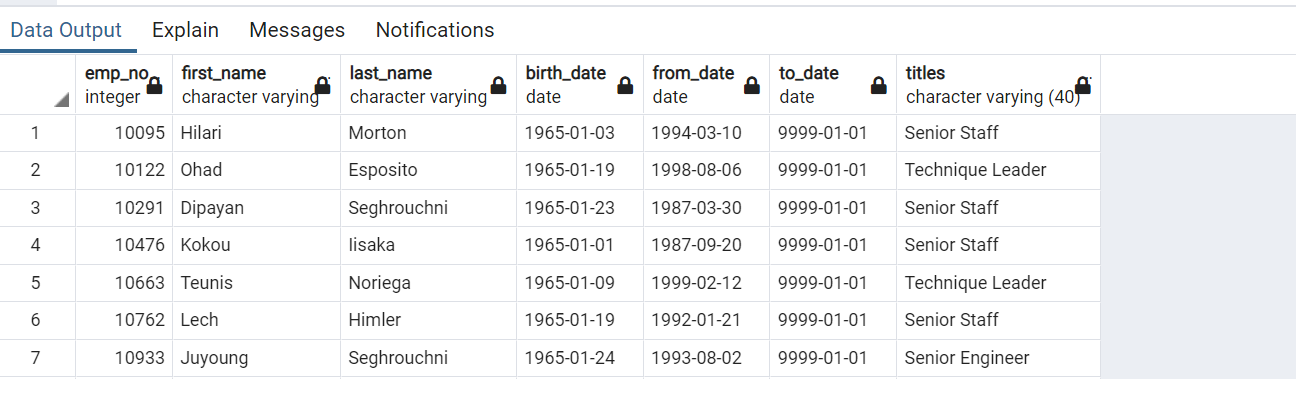 Data Output Explain Messages Notifications
emp_no first_name last_name birth_date from_date to_date titles
integer character varying character varying date date date character varying (40)
1 10095 Hilari Morton 1965-01-03 1994-03-10 9999-01-01 Senior Staff
2 10122 Ohad Esposito 1965-01-19 1998-08-06 9999-01-01 Technique Leader
3 10291 Dipayan Seghrouchni 1965-01-23 1987-03-30 9999-01-01 Senior Staff
4 10476 Kokou Iisaka 1965-01-01 1987-09-20 9999-01-01 Senior Staff
5 10663 Teunis Noriega 1965-01-09 1999-02-12 9999-01-01 Technique Leader
6 10762 Lech Himler 1965-01-19 1992-01-21 9999-01-01 Senior Staff
7 10933 Juyoung Seghrouchni 1965-01-24 1993-08-02 9999-01-01 Senior Engineer